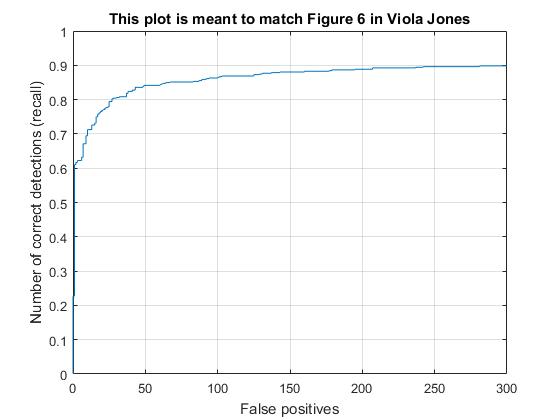 This plot is meant to match Figure 6 in Viola Jones
Number of correct detections (recall)
1
0.9
0.8
0.7
0.6
0.5
0.4
0.3
0.2
0.1
0
0 50 100 150 200 250 300
False positives